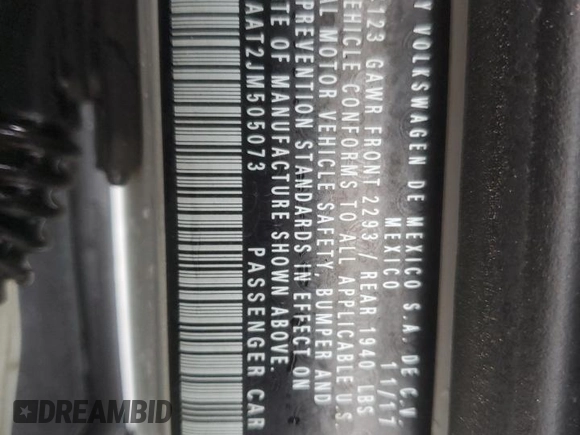 Y VOLKSWAGEN DE MEXICO S.A. DE C.V.
MEXICO 11/17
123 GAWR FRONT 2293 / REAR 1940 LBS
VEHICLE CONFORMS TO ALL APPLICABLE U.S.
AL MOTOR VEHICLE SAFETY, BUMPER AND
PREVENTION STANDARDS IN EFFECT ON
TE OF MANUFACTURE SHOWN ABOVE.
AAT2JM505073 PASSENGER CAR
DREAMBID